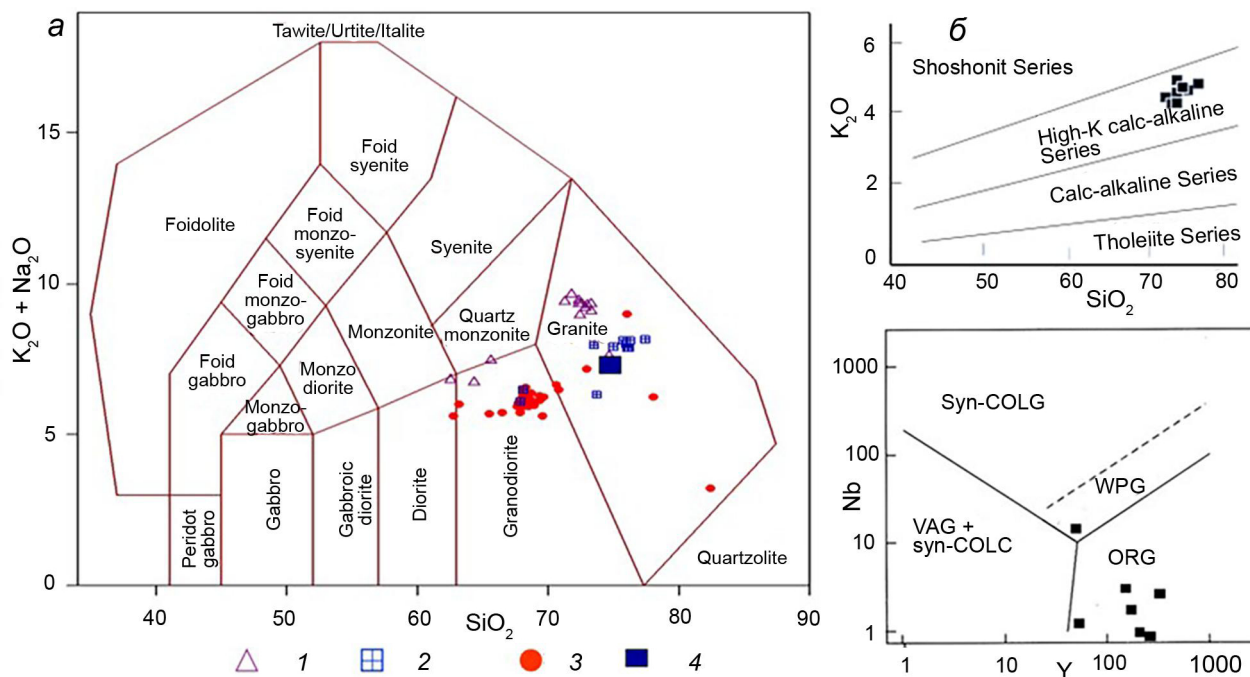 а
Tawite/Urtite/Italite
15
10
5
0
K₂O + Na₂O
Foid
syenite
Foidolite
Foid
monzo-
syenite
Syenite
Foid
monzo-
gabbro
Monzonite
Quartz
monzonite
Granite
Foid
gabbro
Monzo
diorite
Monzo-
gabbro
Peridot
gabbro
Gabbro
Gabbroic
diorite
Diorite
Granodiorite
Quartzolite
40
50
60
70
80
90
SiO₂
1
2
3
4
б
6
4
2
0
K₂O
Shoshonit Series
High-K calc-alkaline
Series
Calc-alkaline Series
Tholeiite Series
40
50
60
70
80
SiO₂
1000
100
10
1
Nb
Syn-COLG
WPG
VAG +
syn-COLC
ORG
1
10
100
1000
Y